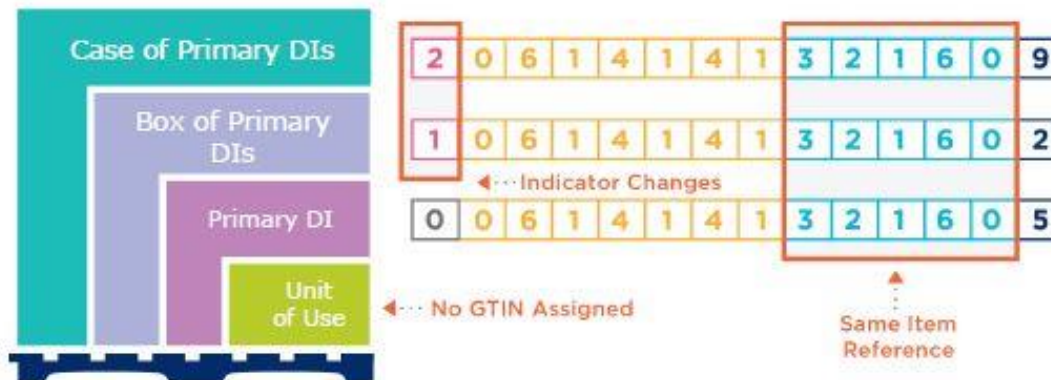 Case of Primary DIs
2 0 6 1 4 1 4 1 3 2 1 6 0 9
Box of Primary
DIs
1 0 6 1 4 1 4 1 3 2 1 6 0 2
Indicator Changes
Primary DI
0 0 6 1 4 1 4 1 3 2 1 6 0 5
Unit
of Use
No GTIN Assigned
Same Item
Reference